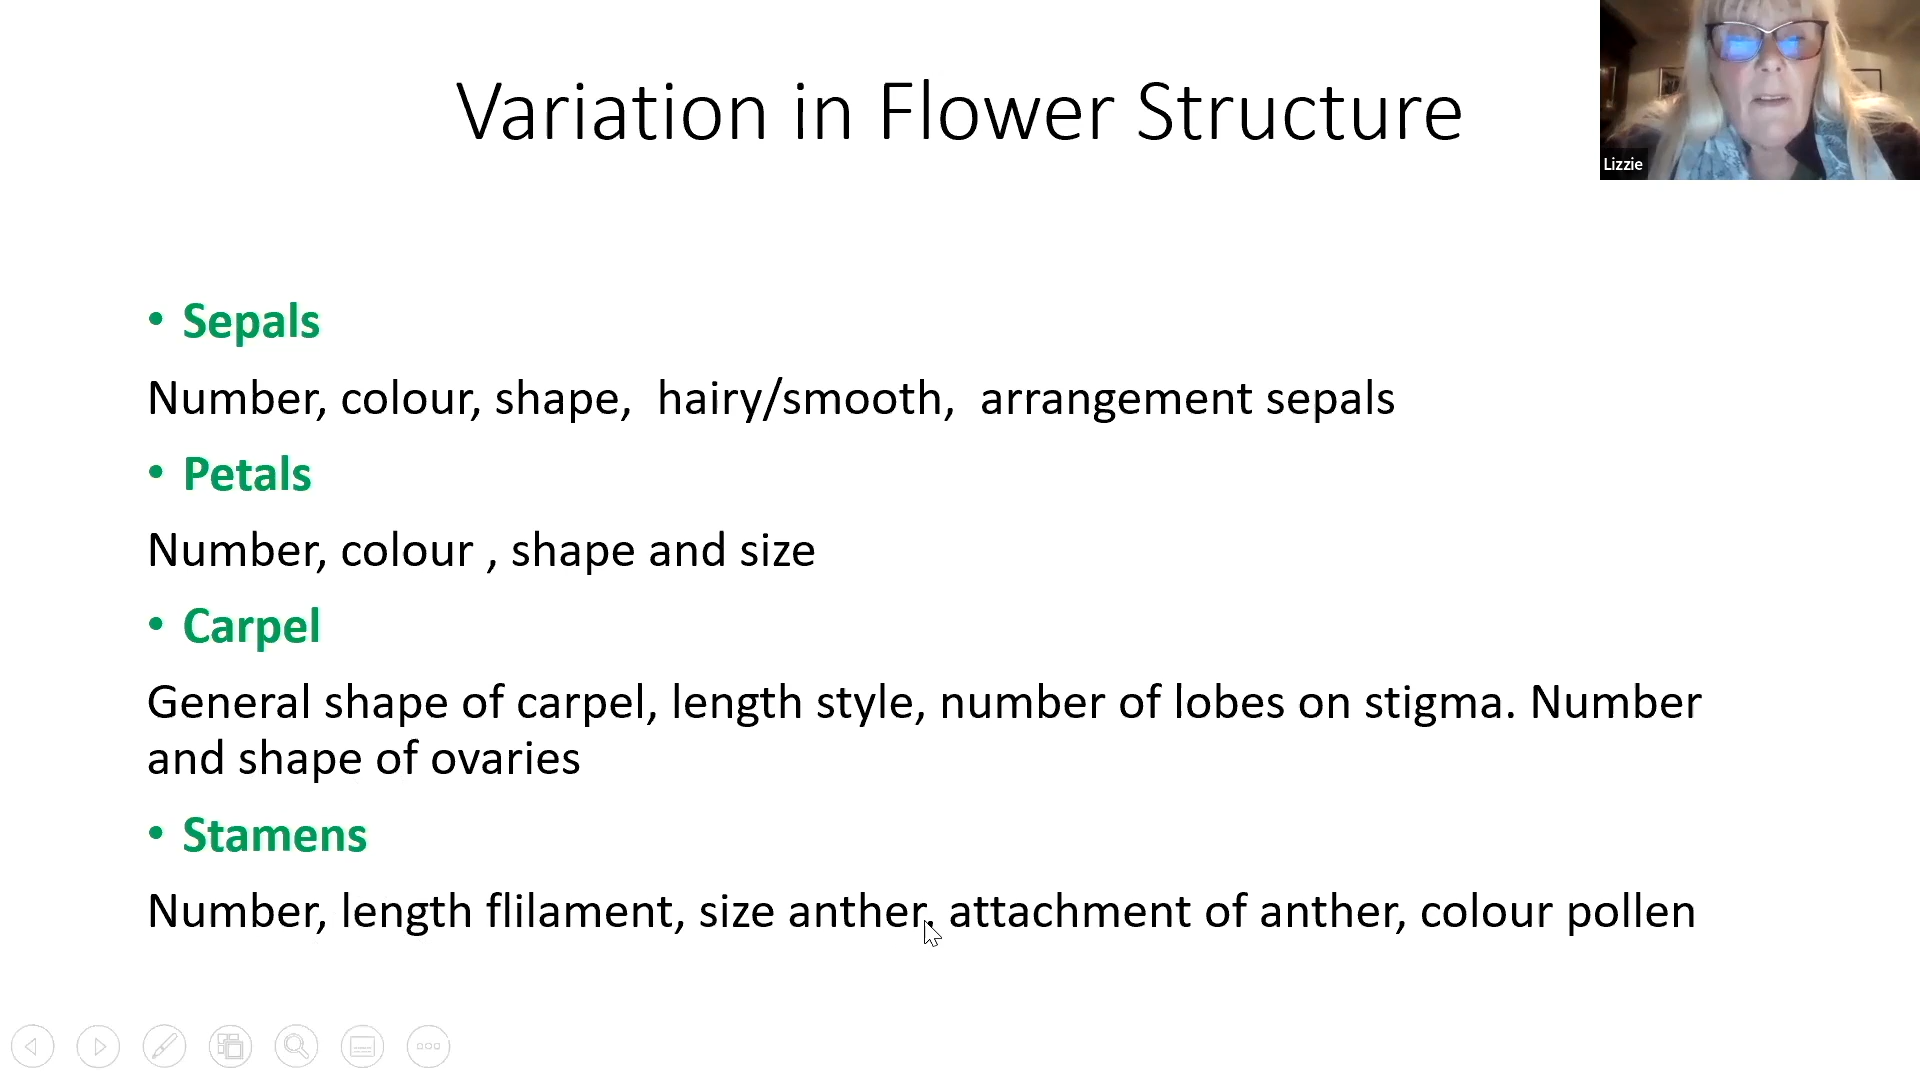 Variation in Flower Structure
Lizzie
• Sepals
Number, colour, shape,  hairy/smooth,  arrangement sepals
• Petals
Number, colour , shape and size
• Carpel
General shape of carpel, length style, number of lobes on stigma. Number
and shape of ovaries
• Stamens
Number, length flilament, size anther, attachment of anther, colour pollen